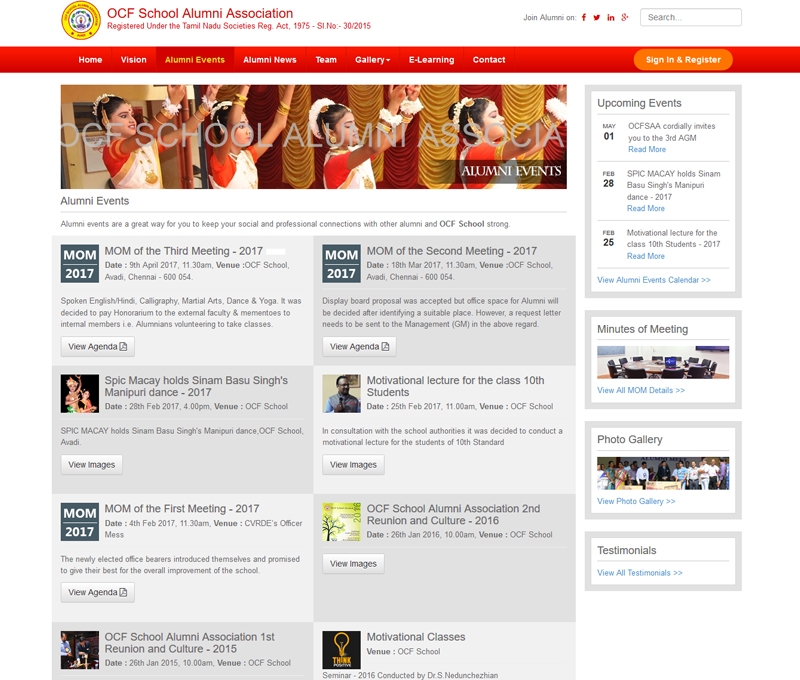 OCF School Alumni Association
Registered Under the Tamil Nadu Societies Reg. Act, 1975 - Sl.No:- 30/2015
Join Alumni on:
Search...
Home Vision Alumni Events Alumni News Team Gallery E-Learning Contact Sign In & Register
OCF SCHOOL ALUMNI ASSOCIA
ALUMNI EVENTS
Alumni Events
Alumni events are a great way for you to keep your social and professional connections with other alumni and OCF School strong.
MOM
2017
MOM of the Third Meeting - 2017
Date : 9th April 2017, 11.30am, Venue :OCF School,
Avadi, Chennai - 600 054.
Spoken English/Hindi, Calligraphy, Martial Arts, Dance & Yoga. It was
decided to pay Honorarium to the external faculty & mementoes to
internal members i.e. Alumnians volunteering to take classes.
View Agenda
MOM
2017
MOM of the Second Meeting - 2017
Date : 18th Mar 2017, 11.30am, Venue :OCF School,
Avadi, Chennai - 600 054.
Display board proposal was accepted but office space for Alumni will
be decided after identifying a suitable place. However, a request letter
needs to be sent to the Management (GM) in the above regard.
View Agenda
Spic Macay holds Sinam Basu Singh's
Manipuri dance - 2017
Date : 28th Feb 2017, 4.00pm, Venue : OCF School
SPIC MACAY holds Sinam Basu Singh's Manipuri dance,OCF School,
Avadi.
View Images
Motivational lecture for the class 10th
Students
Date : 25th Feb 2017, 11.00am, Venue : OCF School
In consultation with the school authorities it was decided to conduct a
motivational lecture for the students of 10th Standard
View Images
MOM
2017
MOM of the First Meeting - 2017
Date : 4th Feb 2017, 11.30am, Venue : CVRDE's Officer
Mess
The newly elected office bearers introduced themselves and promised
to give their best for the overall improvement of the school.
View Agenda
OCF School Alumni Association 2nd
Reunion and Culture - 2016
Date : 26th Jan 2016, 10.00am, Venue : OCF School
View Images
OCF School Alumni Association 1st
Reunion and Culture - 2015
Date : 26th Jan 2015, 10.00am, Venue : OCF School
THINK
POSITIVE
Motivational Classes
Venue : OCF School
Seminar - 2016 Conducted by Dr.S.Nedunchezhian
Upcoming Events
MAY
01
OCFSAA cordially invites
you to the 3rd AGM
Read More
FEB
28
SPIC MACAY holds Sinam
Basu Singh's Manipuri
dance - 2017
Read More
FEB
25
Motivational lecture for the
class 10th Students - 2017
Read More
View Alumni Events Calendar >>
Minutes of Meeting
View All MOM Details >>
Photo Gallery
View Photo Gallery >>
Testimonials
View All Testimonials >>